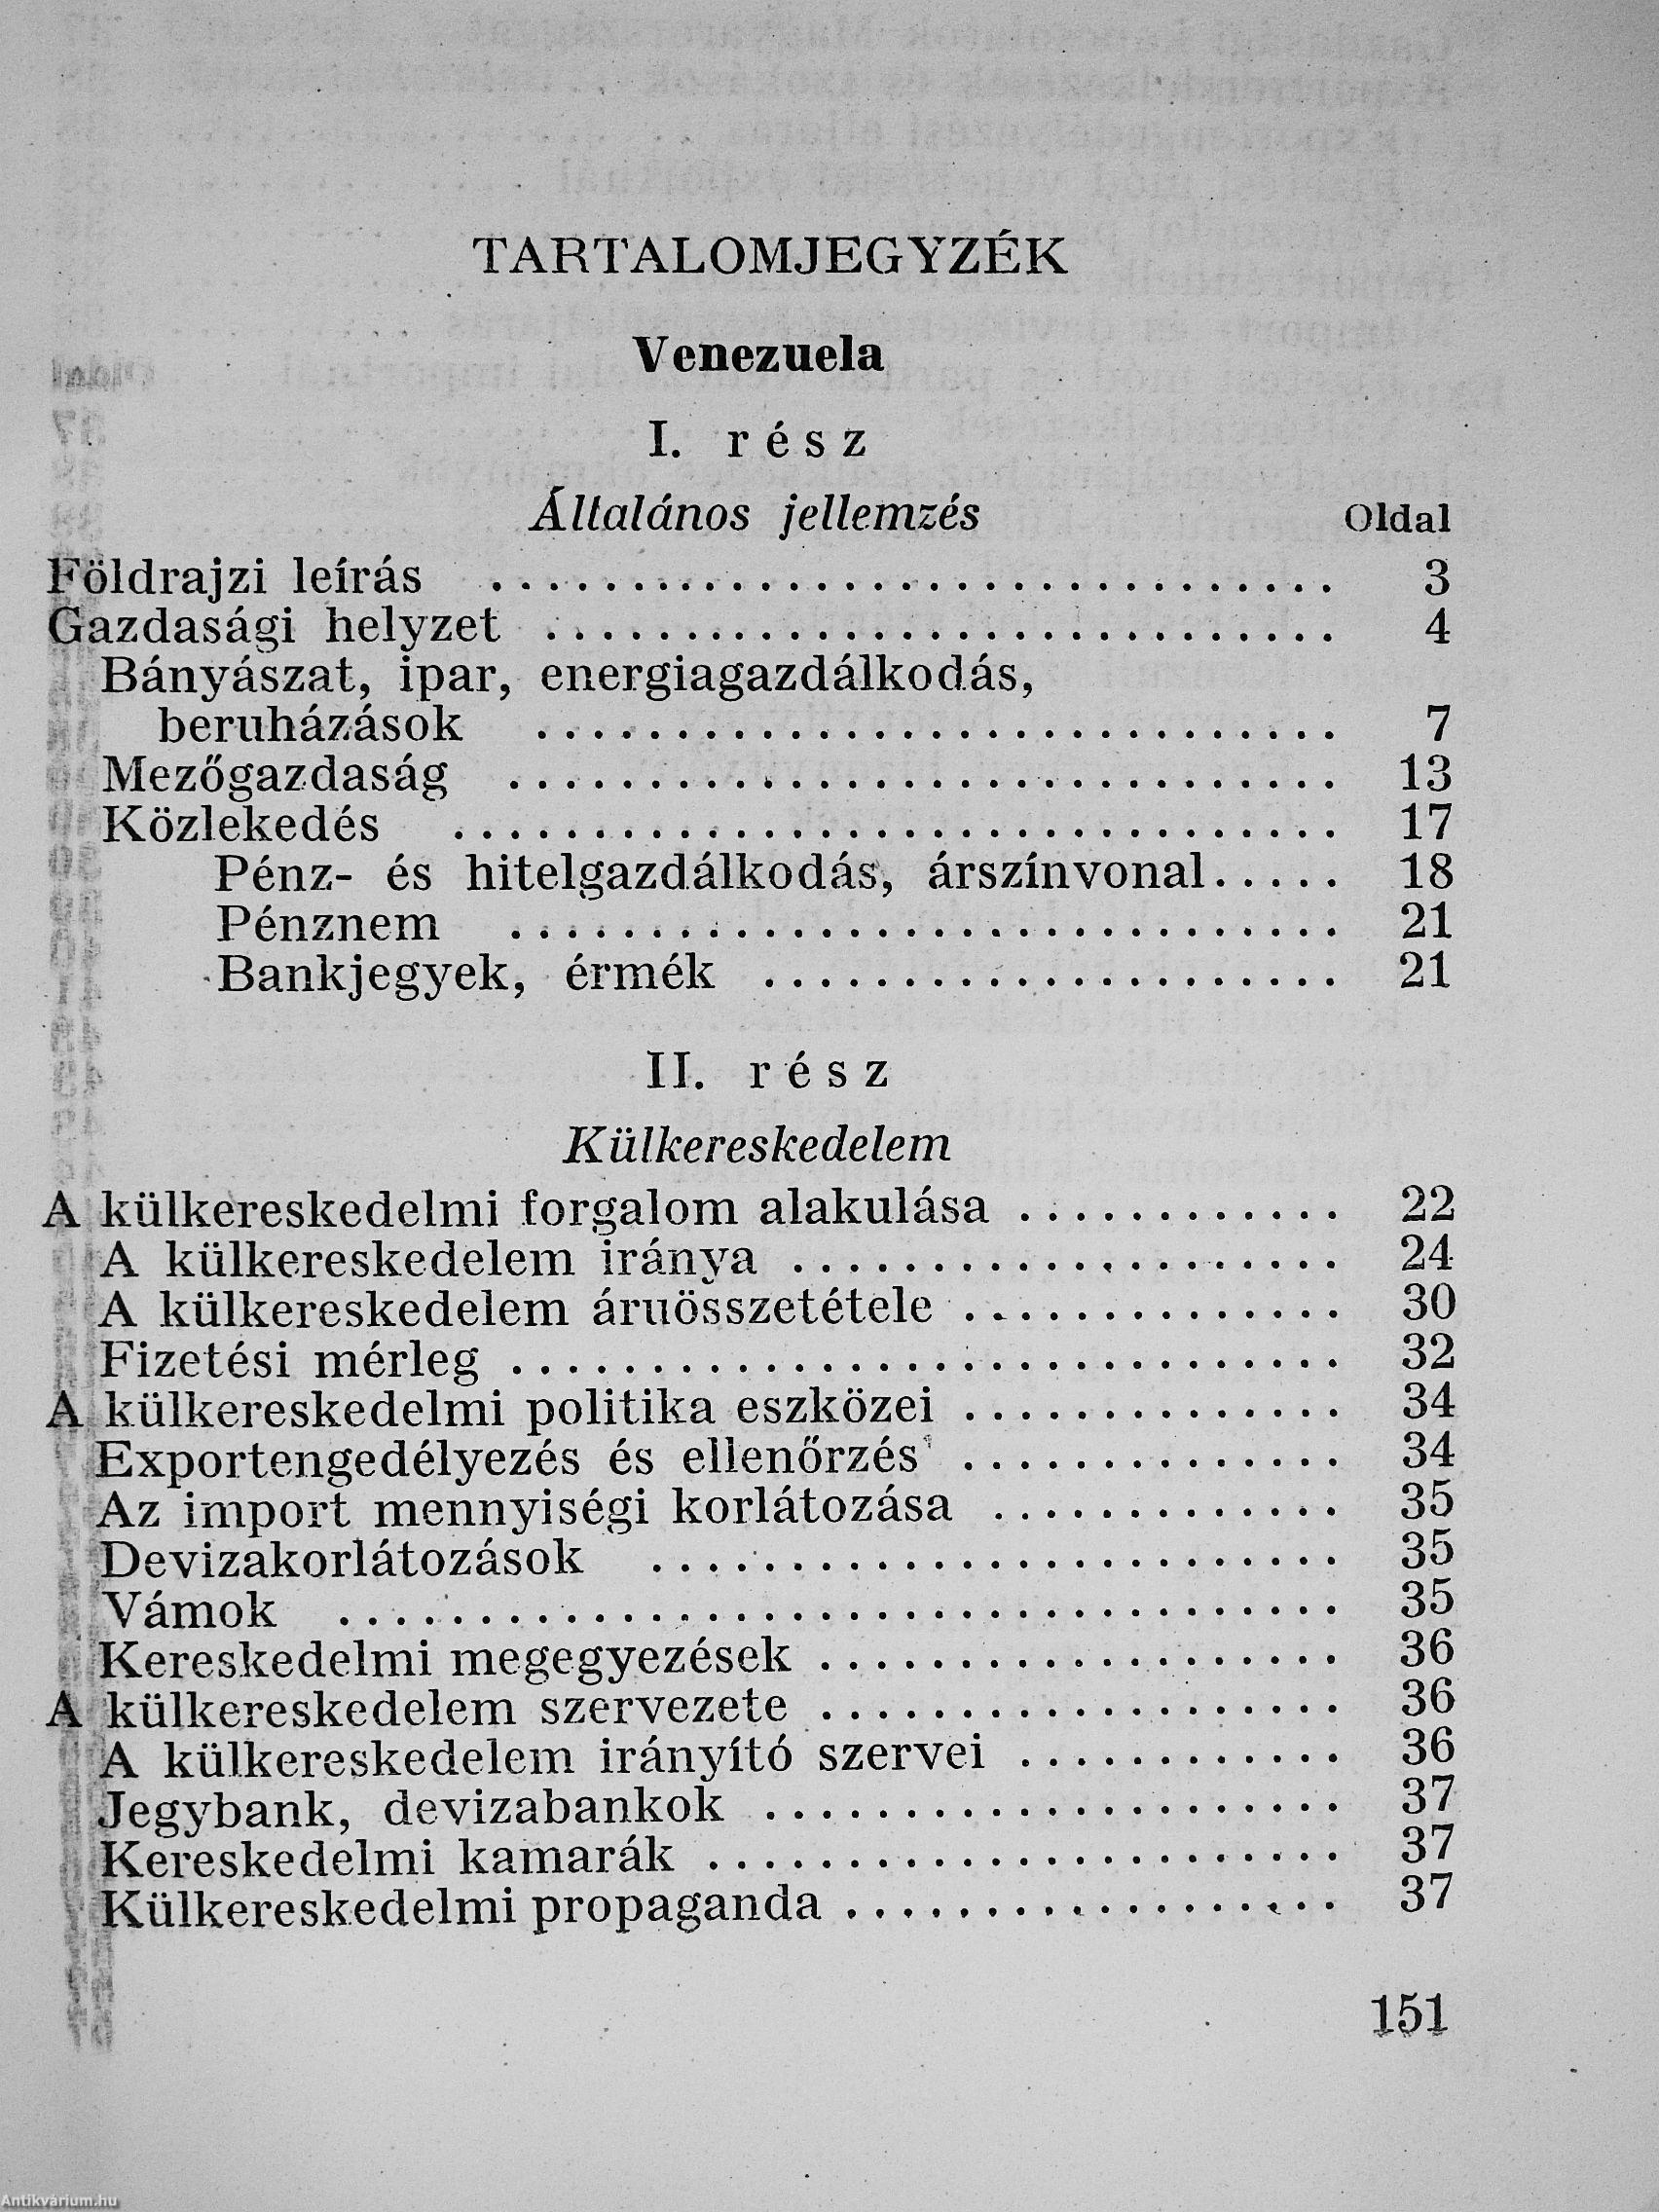 TARTALOMJEGYZÉK
Venezuela
I. rész
Általános jellemzés Oldal
Földrajzi leírás .............................. 3
Gazdasági helyzet ............................ 4
Bányászat, ipar, energiagazdálkodás,
beruházások ............................. 7
Mezőgazdaság .............................. 13
Közlekedés ................................ 17
Pénz- és hitelgazdálkodás, árszínvonal..... 18
Pénznem .............................. 21
Bankjegyek, érmék ..................... 21
II. rész
Külkereskedelem
A külkereskedelmi forgalom alakulása ............ 22
A külkereskedelem iránya .................... 24
A külkereskedelem áruösszetétele .............. 30
Fizetési mérleg .............................. 32
A külkereskedelmi politika eszközei .............. 34
Exportengedélyezés és ellenőrzés .............. 34
Az import mennyiségi korlátozása ............. 35
Devizakorlátozások ......................... 35
Vámok .................................... 35
Kereskedelmi megegyezések ................... 36
A külkereskedelem szervezete ................... 36
A külkereskedelem irányító szervei ............ 36
Jegybank, devizabankok ..................... 37
Kereskedelmi kamarák ....................... 37
Külkereskedelmi propaganda .................. 37
151
Antikvárium.hu